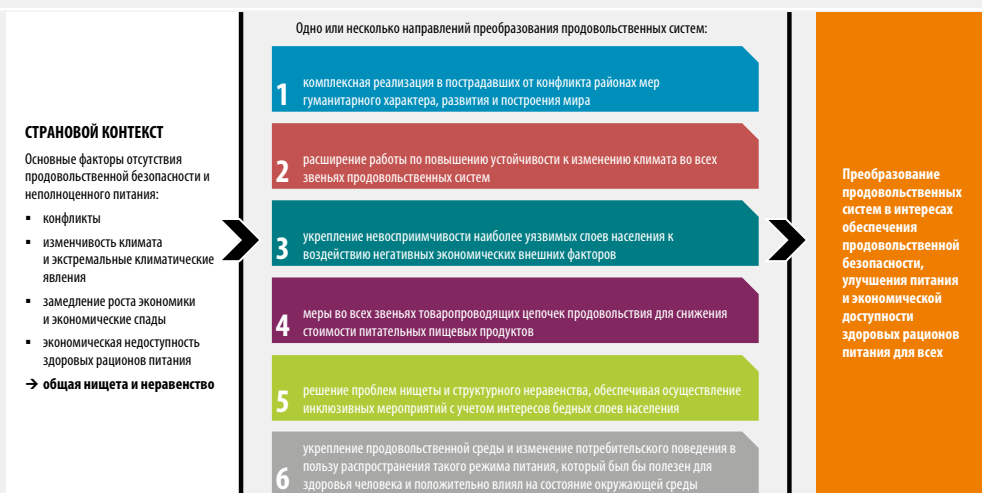 Одно или несколько направлений преобразования продовольственных систем:
СТРАНОВОЙ КОНТЕКСТ
Основные факторы отсутствия
продовольственной безопасности и
неполноценного питания:
▪ конфликты
▪ изменчивость климата
и экстремальные климатические
явления
▪ замедление роста экономики
и экономические спады
▪ экономическая недоступность
здоровых рационов питания
→ общая нищета и неравенство
1 комплексная реализация в пострадавших от конфликта районах мер
гуманитарного характера, развития и построения мира
2 расширение работы по повышению устойчивости к изменению климата во всех
звеньях продовольственных систем
3 укрепление невосприимчивости наиболее уязвимых слоев населения к
воздействию негативных экономических внешних факторов
4 меры во всех звеньях товаропроводящих цепочек продовольствия для снижения
стоимости питательных пищевых продуктов
5 решение проблем нищеты и структурного неравенства, обеспечивая осуществление
инклюзивных мероприятий с учетом интересов бедных слоев населения
6 укрепление продовольственной среды и изменение потребительского поведения в
пользу распространения такого режима питания, который был бы полезен для
здоровья человека и положительно влиял на состояние окружающей среды
Преобразование
продовольственных
систем в интересах
обеспечения
продовольственной
безопасности,
улучшения питания
и экономической
доступности
здоровых рационов
питания для всех